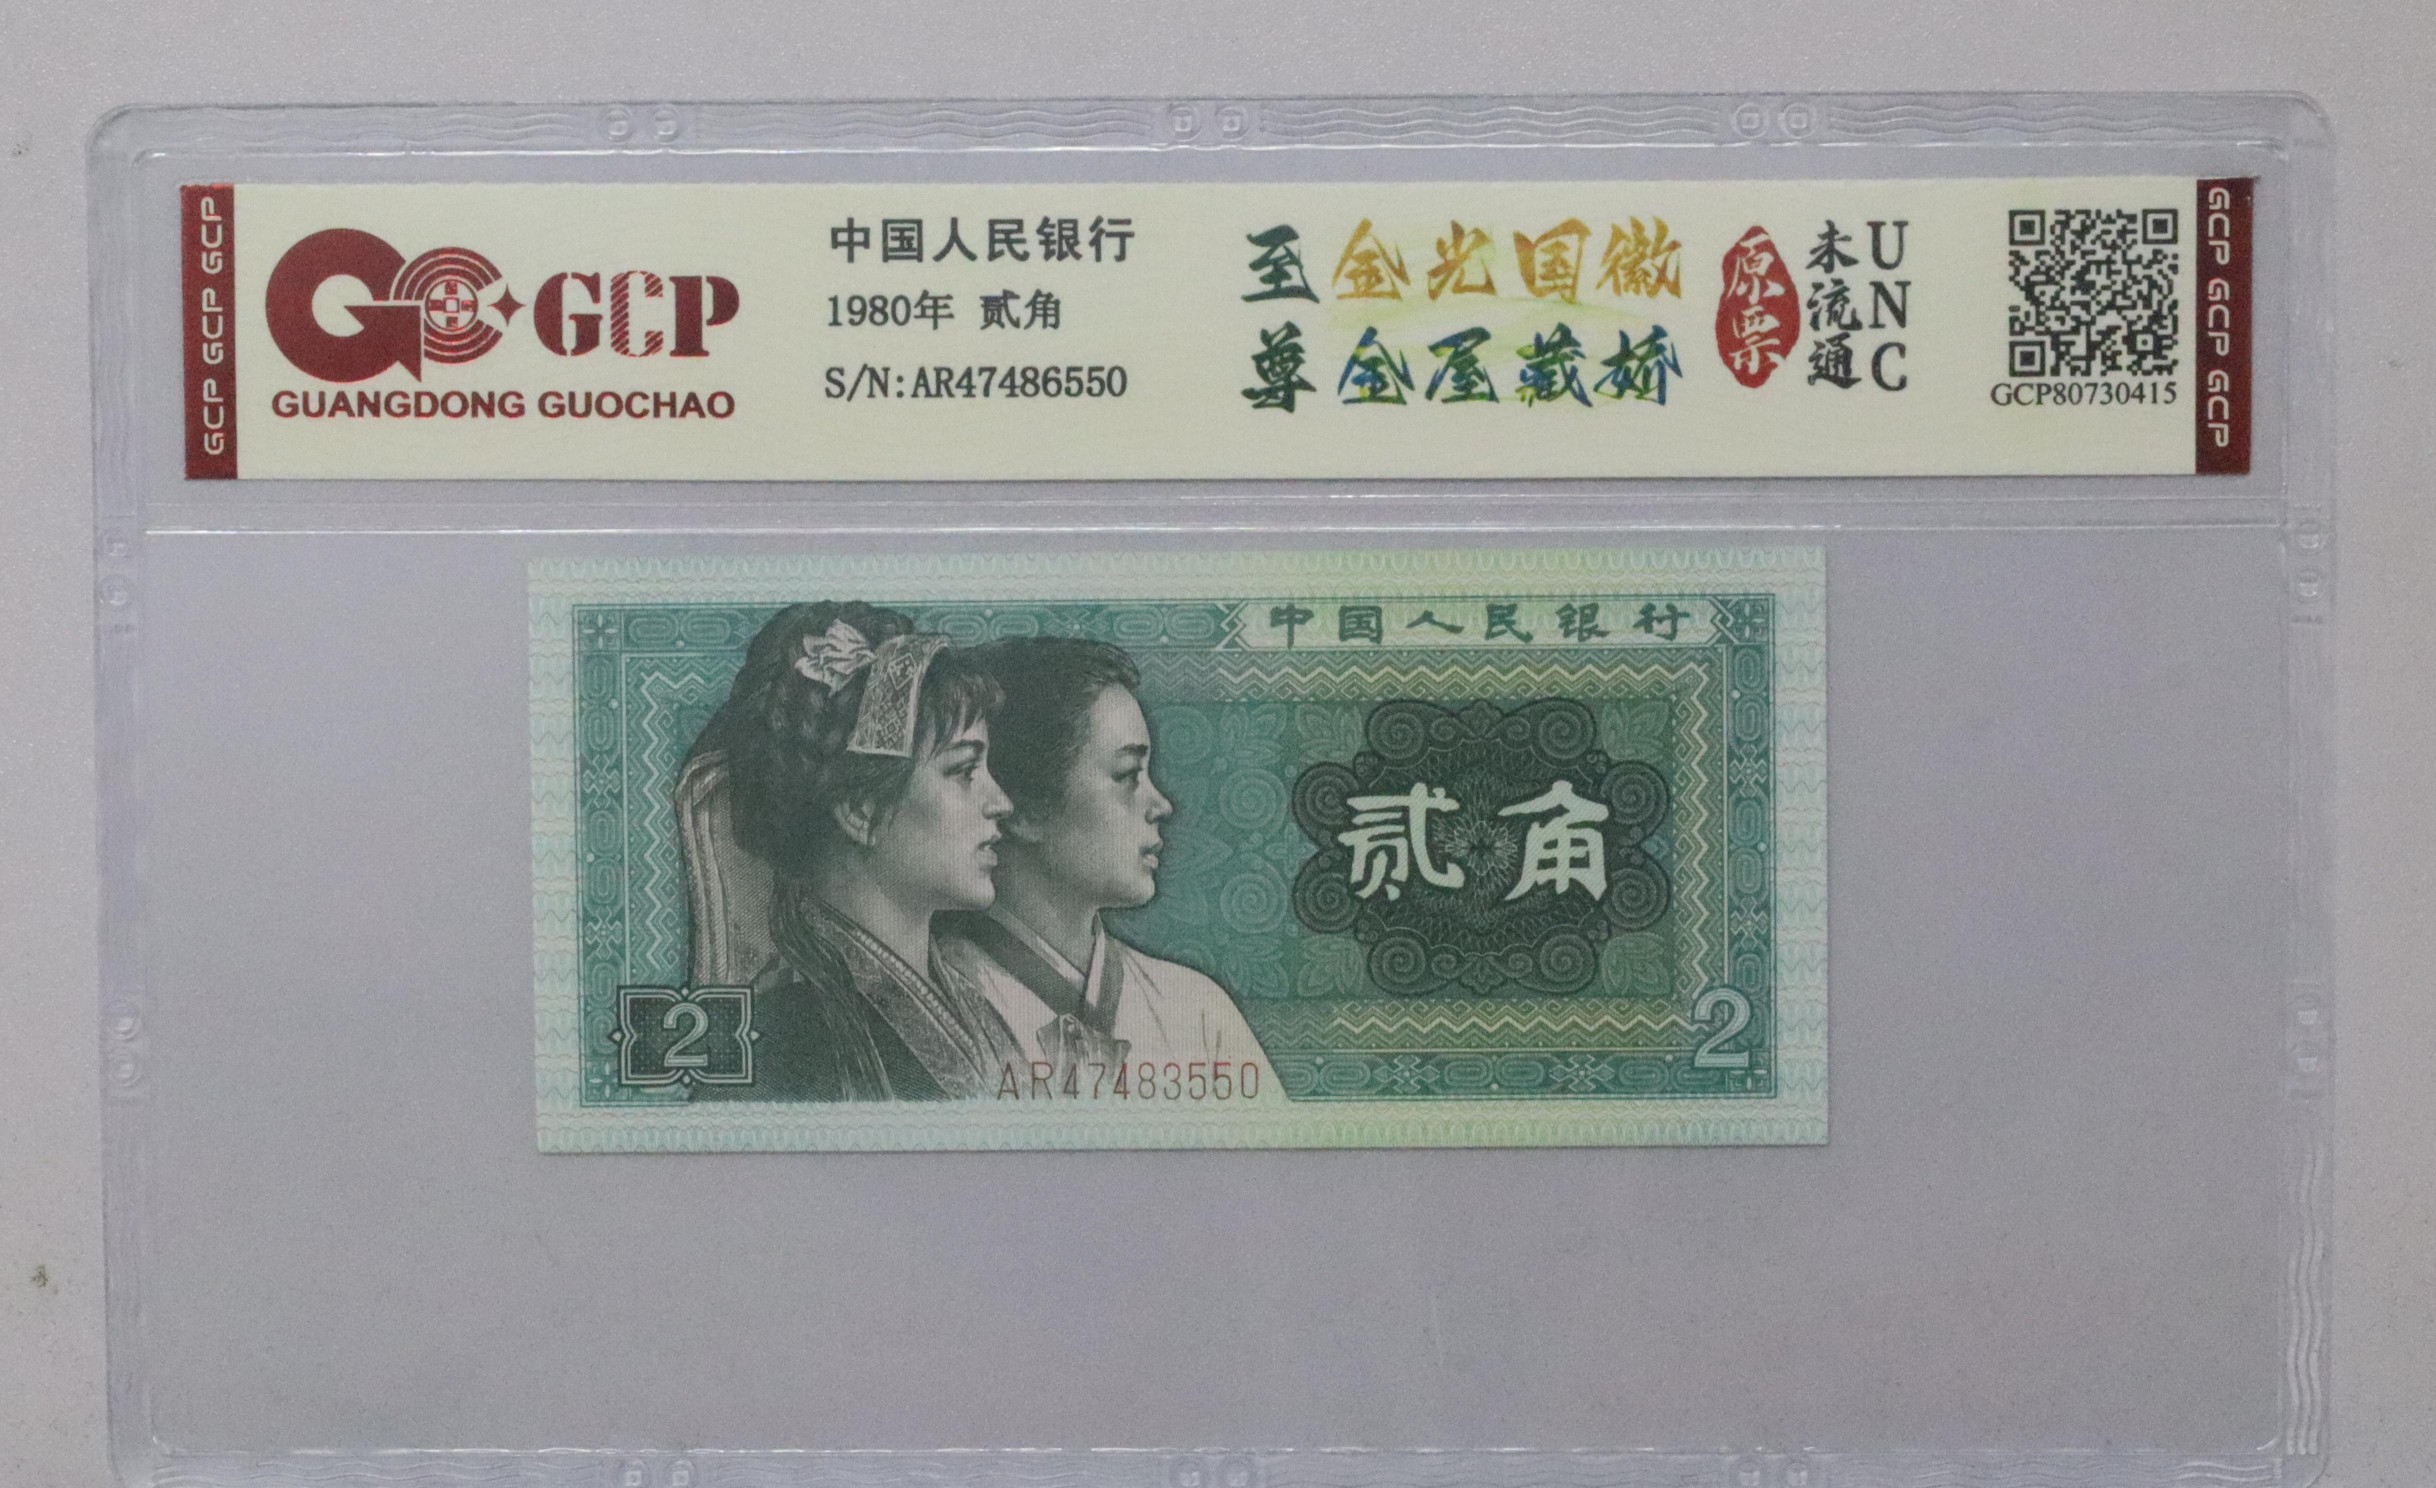 GCP GCP GCP
GCP
GUANGDONG GUOCHAO
中国人民银行
1980年 贰角
S/N:AR47486550
至尊
金光国徽
金屋藏娇
原票
未流通
UNC
GCP80730415
GCP GCP GCP
中国人民银行
贰角
2
2
AR47483550